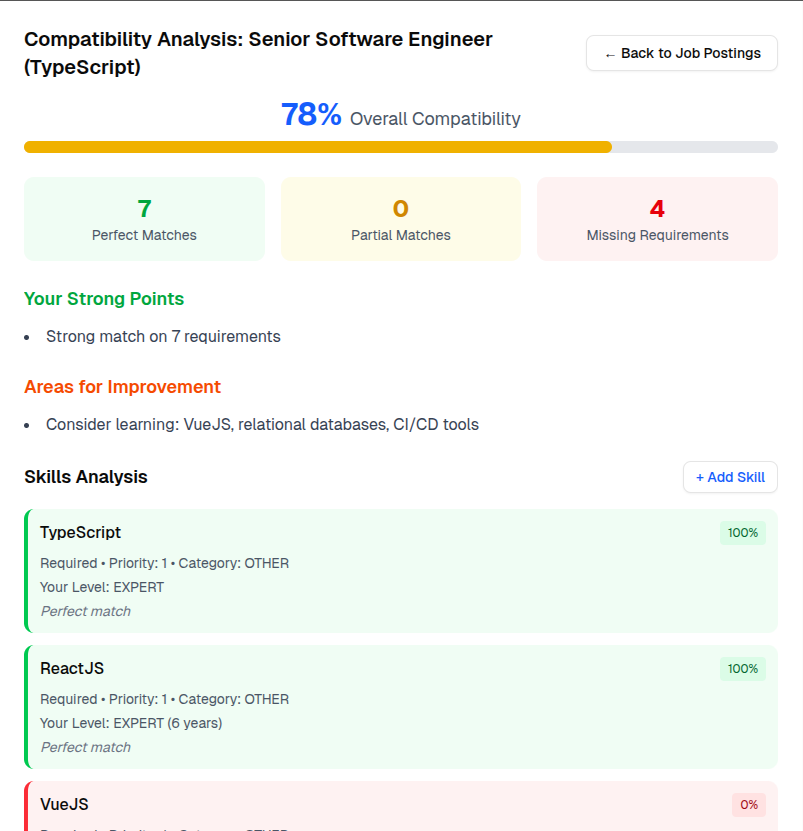 Compatibility Analysis: Senior Software Engineer
(TypeScript)
← Back to Job Postings
78% Overall Compatibility
7
Perfect Matches
0
Partial Matches
4
Missing Requirements
Your Strong Points
• Strong match on 7 requirements
Areas for Improvement
• Consider learning: VueJS, relational databases, CI/CD tools
Skills Analysis
+ Add Skill
TypeScript
100%
Required • Priority: 1 • Category: OTHER
Your Level: EXPERT
Perfect match
ReactJS
100%
Required • Priority: 1 • Category: OTHER
Your Level: EXPERT (6 years)
Perfect match
VueJS
0%